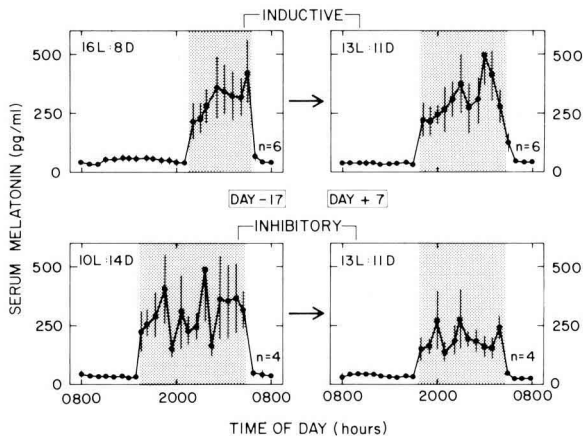 INDUCTIVE
16L:8D
13L:11D
500
250
0
n=6
500
250
0
n=6
DAY-17
DAY + 7
INHIBITORY
10L:14D
13L:11D
500
250
0
n=4
500
250
0
n=4
0800 2000 0800
0800 2000 0800
SERUM MELATONIN (pg/ml)
TIME OF DAY (hours)